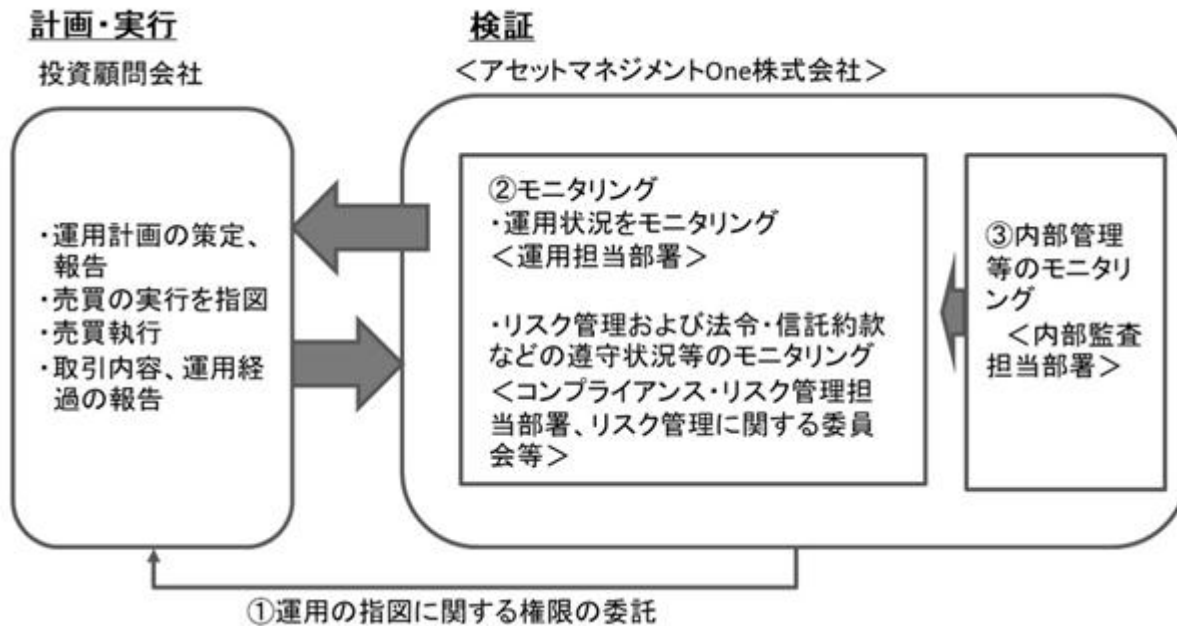 計画・実行
投資顧問会社
・運用計画の策定、
報告
・売買の実行を指図
・売買執行
・取引内容、運用経
過の報告
検証
＜アセットマネジメントOne株式会社＞
②モニタリング
・運用状況をモニタリング
＜運用担当部署＞
・リスク管理および法令・信託約款
などの遵守状況等のモニタリング
＜コンプライアンス・リスク管理担
当部署、リスク管理に関する委員
会等＞
③内部管理
等のモニタリ
ング
＜内部監査
担当部署＞
①運用の指図に関する権限の委託